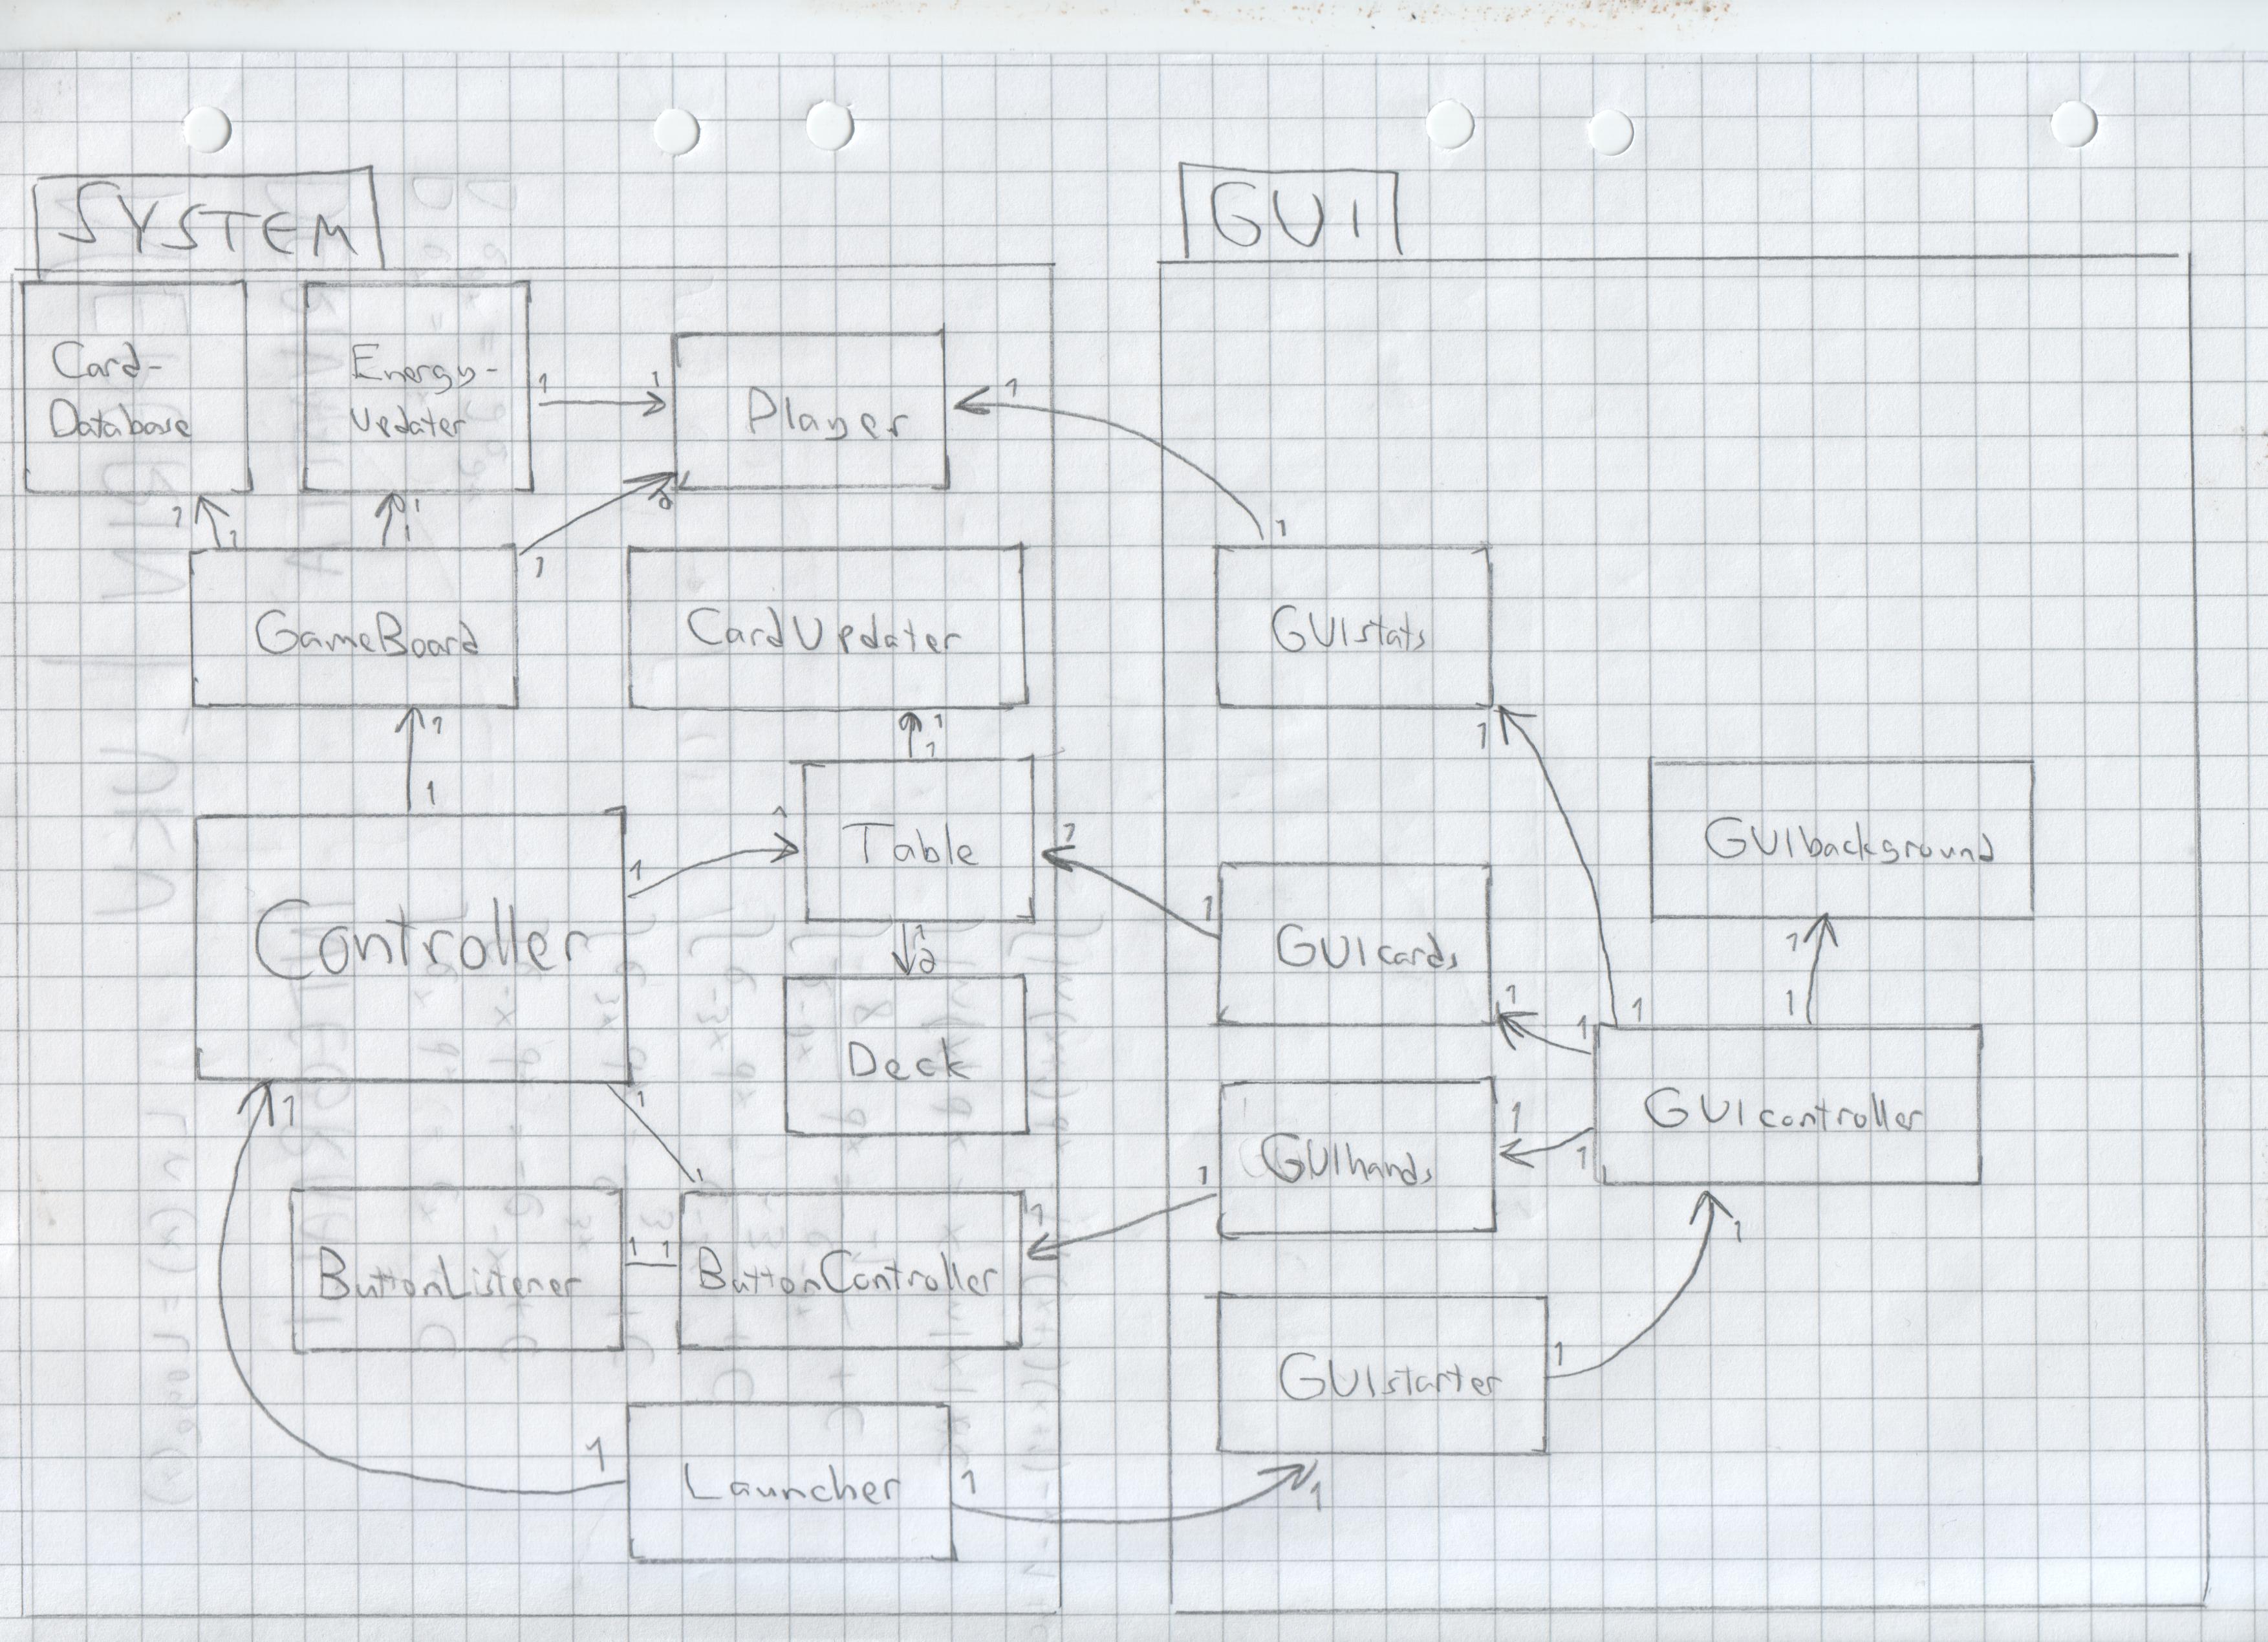 SYSTEM
GUI
Card-
Database
Energy-
Updater
1
1
Player
1
1
1
1
1
1
2
1
GameBoard
CardUpdater
GUIstats
1
1
1
1
1
1
1
Table
1
1
GUIbackground
Controller
1
2
GUIcards
1
1
1
1
1
Deck
GUIcontroller
1
1
1
1
1
GUIhands
1
1
1
1
1
ButtonListener
ButtonController
GUIstarter
1
1
Launcher
1
1